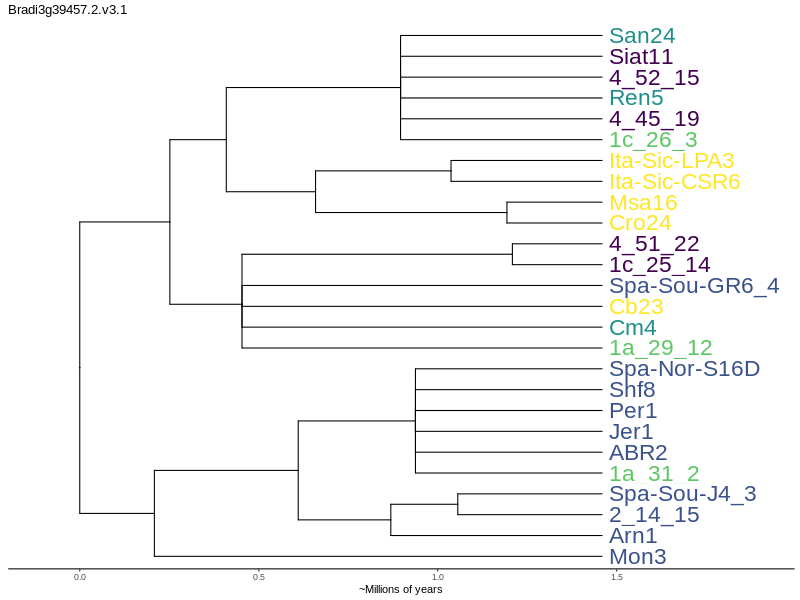 Bradi3g39457.2.v3.1
San24
Siat11
4_52_15
Ren5
4_45_19
1c_26_3
Ita-Sic-LPA3
Ita-Sic-CSR6
Msa16
Cro24
4_51_22
1c_25_14
Spa-Sou-GR6_4
Cb23
Cm4
1a_29_12
Spa-Nor-S16D
Shf8
Per1
Jer1
ABR2
1a_31_2
Spa-Sou-J4_3
2_14_15
Arn1
Mon3
0.0 0.5 1.0 1.5
~Millions of years